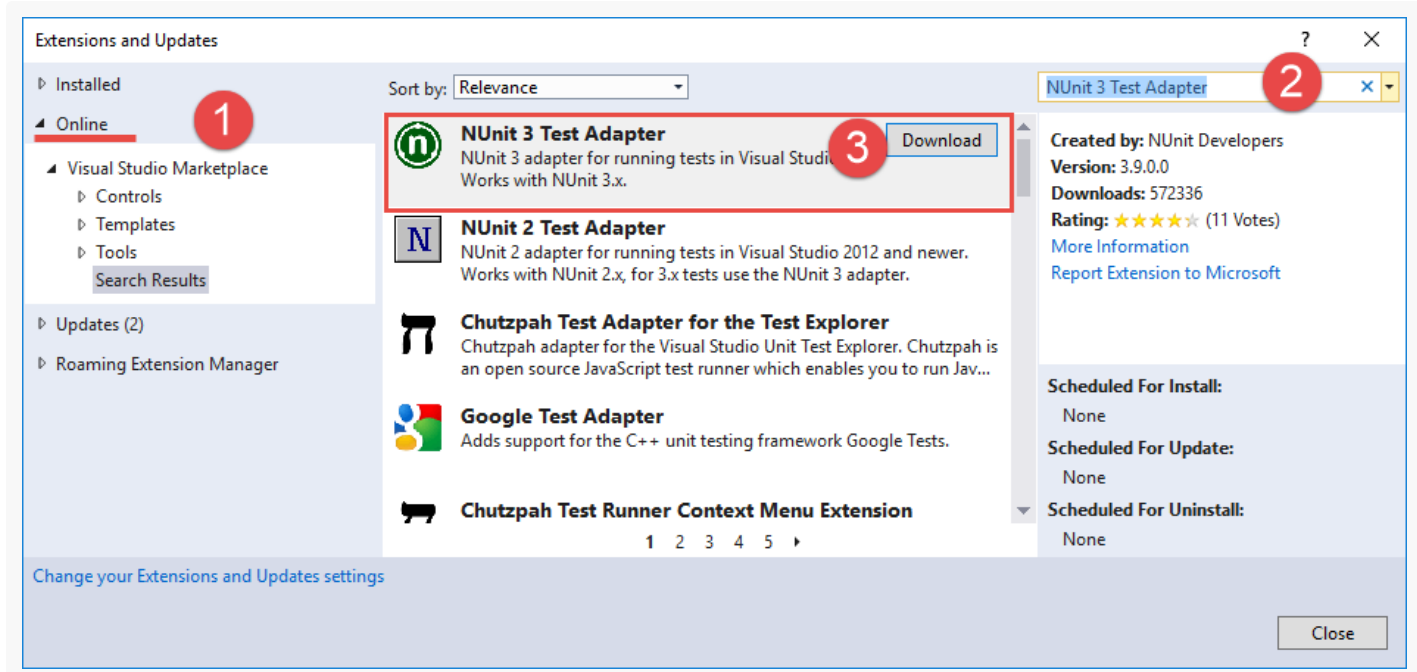 Extensions and Updates
?
Installed
Online
1
Visual Studio Marketplace
Controls
Templates
Tools
Search Results
Updates (2)
Roaming Extension Manager
Sort by: Relevance
NUnit 3 Test Adapter
NUnit 3 adapter for running tests in Visual
Works with NUnit 3.x.
3
Download
NUnit 2 Test Adapter
NUnit 2 adapter for running tests in Visual Studio 2012 and newer.
Works with NUnit 2.x, for 3.x tests use the NUnit 3 adapter.
Chutzpah Test Adapter for the Test Explorer
Chutzpah adapter for the Visual Studio Unit Test Explorer. Chutzpah is
an open source JavaScript test runner which enables you to run Jav...
Google Test Adapter
Adds support for the C++ unit testing framework Google Tests.
Chutzpah Test Runner Context Menu Extension
1 2 3 4 5
NUnit 3 Test Adapter
2
Created by: NUnit Developers
Version: 3.9.0.0
Downloads: 572336
Rating: (11 Votes)
More Information
Report Extension to Microsoft
Scheduled For Install:
None
Scheduled For Update:
None
Scheduled For Uninstall:
None
Change your Extensions and Updates settings
Close